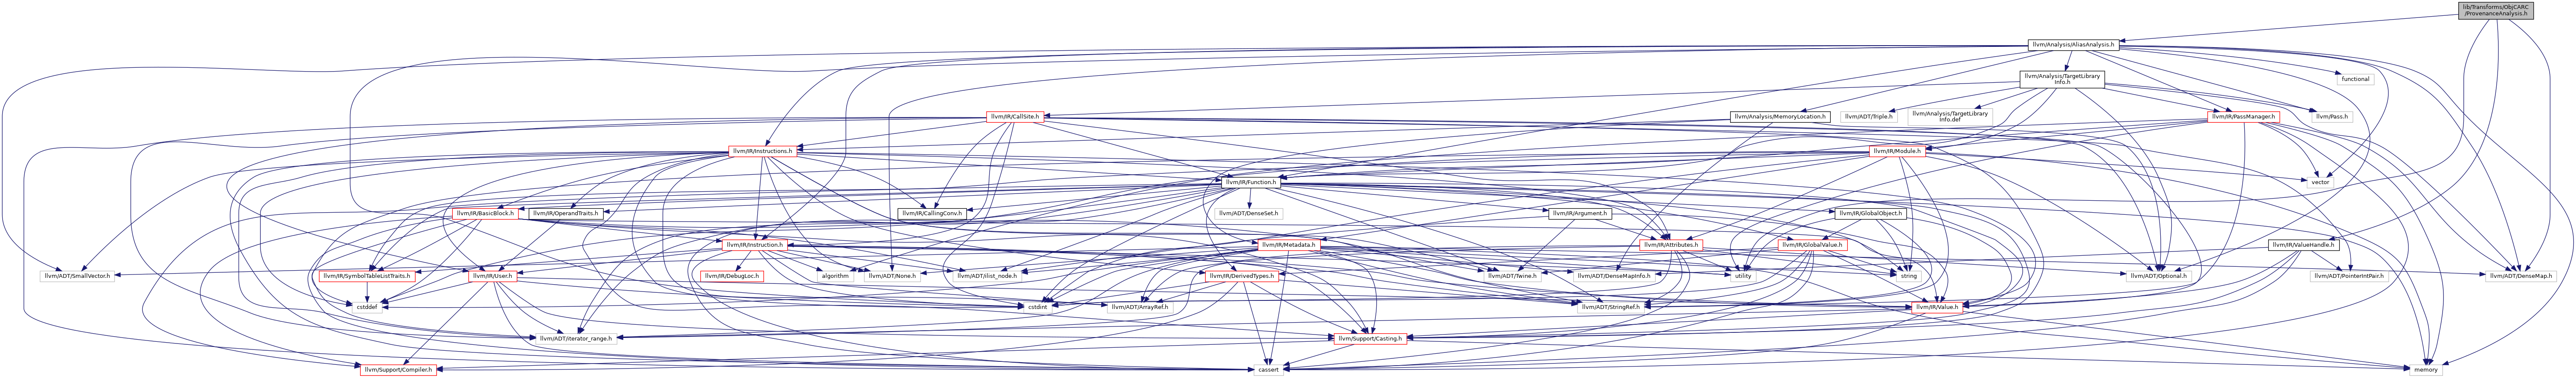 lib/Transforms/ObjCARC
/ProvenanceAnalysis.h
llvm/Analysis/AliasAnalysis.h
llvm/Analysis/TargetLibrary
Info.h
functional
llvm/IR/CallSite.h
llvm/Analysis/MemoryLocation.h
llvm/ADT/Triple.h
llvm/Analysis/TargetLibrary
Info.def
llvm/IR/PassManager.h
llvm/Pass.h
llvm/IR/Instructions.h
llvm/IR/Module.h
llvm/IR/Function.h
vector
llvm/IR/BasicBlock.h
llvm/IR/OperandTraits.h
llvm/IR/CallingConv.h
llvm/ADT/DenseSet.h
llvm/IR/Argument.h
llvm/IR/GlobalObject.h
llvm/IR/Instruction.h
llvm/IR/Metadata.h
llvm/IR/Attributes.h
llvm/IR/GlobalValue.h
llvm/IR/ValueHandle.h
llvm/ADT/SmallVector.h
llvm/IR/SymbolTableListTraits.h
llvm/IR/User.h
llvm/IR/DebugLoc.h
algorithm
llvm/ADT/None.h
llvm/ADT/ilist_node.h
llvm/IR/DerivedTypes.h
llvm/ADT/Twine.h
llvm/ADT/DenseMapInfo.h
utility
string
llvm/ADT/Optional.h
llvm/ADT/PointerIntPair.h
llvm/ADT/DenseMap.h
cstddef
cstdint
llvm/ADT/ArrayRef.h
llvm/ADT/StringRef.h
llvm/IR/Value.h
llvm/ADT/iterator_range.h
llvm/Support/Casting.h
llvm/Support/Compiler.h
cassert
memory